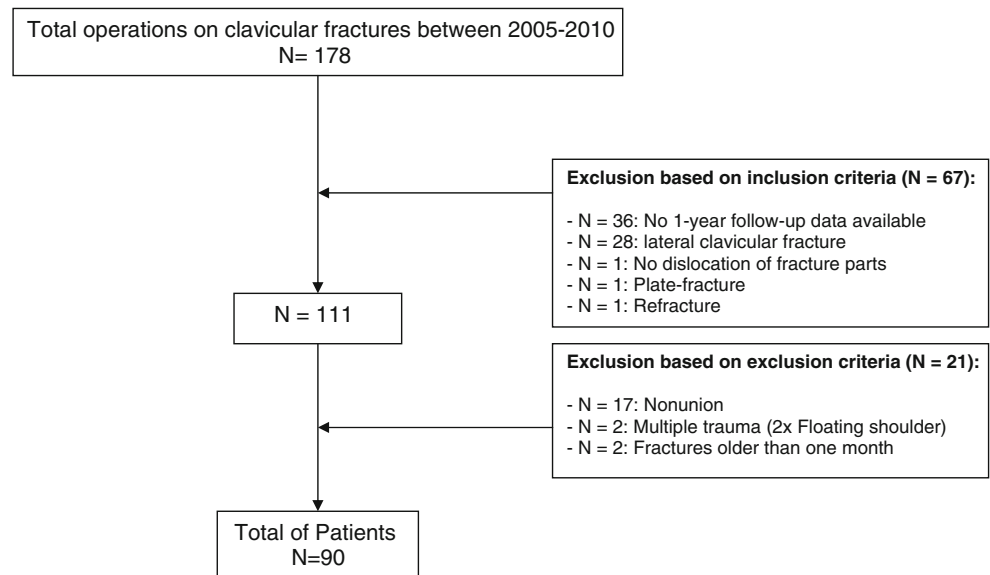 Total operations on clavicular fractures between 2005-2010
N= 178
Exclusion based on inclusion criteria (N = 67):
- N = 36: No 1-year follow-up data available
- N = 28: lateral clavicular fracture
- N = 1: No dislocation of fracture parts
- N = 1: Plate-fracture
- N = 1: Refracture
N = 111
Exclusion based on exclusion criteria (N = 21):
- N = 17: Nonunion
- N = 2: Multiple trauma (2x Floating shoulder)
- N = 2: Fractures older than one month
Total of Patients
N=90